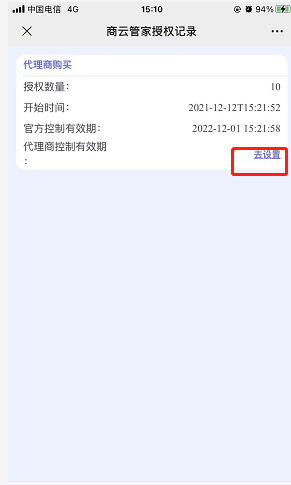 中国电信 4G 15:10 94%
商云管家授权记录
代理商购买
授权数量： 10
开始时间： 2021-12-12T15:21:52
官方控制有效期： 2022-12-01 15:21:58
代理商控制有效期 去设置
：